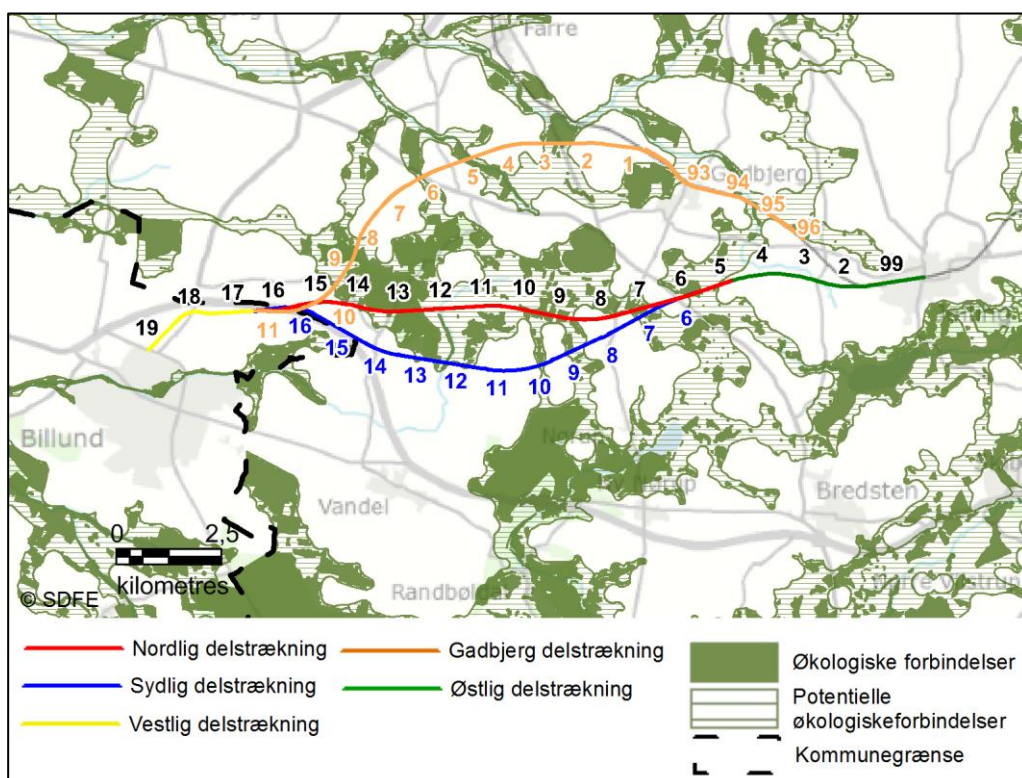 Farre
Gadbjerg
1
2
3
4
5
6
7
8
9
10
11
93
94
95
96
99
2
3
4
5
6
7
8
9
10
11
12
13
14
15
16
17
18
19
6
7
8
9
10
11
12
13
14
15
16
Billund
Vandel
Bredsten
0 2,5
kilometres
© SDFE
Nordlig delstrækning
Gadbjerg delstrækning
Sydlig delstrækning
Østlig delstrækning
Vestlig delstrækning
Økologiske forbindelser
Potentielle
økologiskeforbindelser
Kommunegrænse